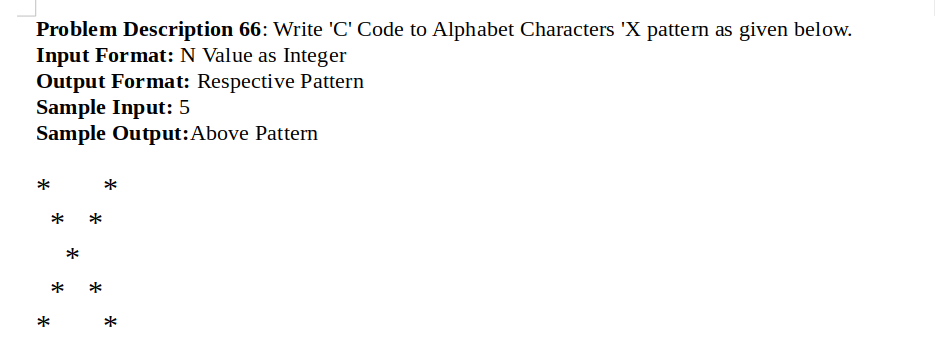 Problem Description 66: Write 'C' Code to Alphabet Characters 'X pattern as given below.
Input Format: N Value as Integer
Output Format: Respective Pattern
Sample Input: 5
Sample Output:Above Pattern
*     *
 *  *
  *
 *  *
*     *